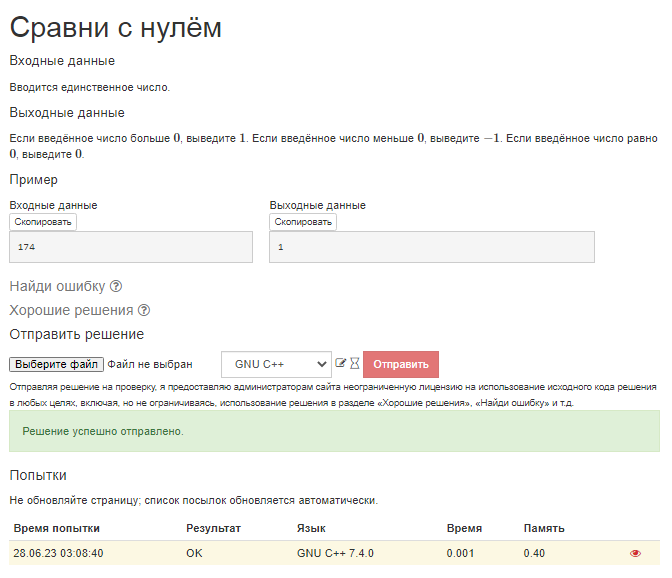 Сравни с нулём
Входные данные
Вводится единственное число.
Выходные данные
Если введённое число больше 0, выведите 1. Если введённое число меньше 0, выведите −1. Если введённое число равно
0, выведите 0.
Пример
Входные данные
Скопировать
174
Выходные данные
Скопировать
1
Найди ошибку
Хорошие решения
Отправить решение
Выберите файл Файл не выбран GNU C++ Отправить
Отправляя решение на проверку, я предоставляю администраторам сайта неограниченную лицензию на использование исходного кода решения
в любых целях, включая, но не ограничиваясь, использование решения в разделе «Хорошие решения», «Найди ошибку» и т.д.
Решение успешно отправлено.
Попытки
Не обновляйте страницу; список посылок обновляется автоматически.
Время попытки Результат Язык Время Память
28.06.23 03:08:40 OK GNU C++ 7.4.0 0.001 0.40